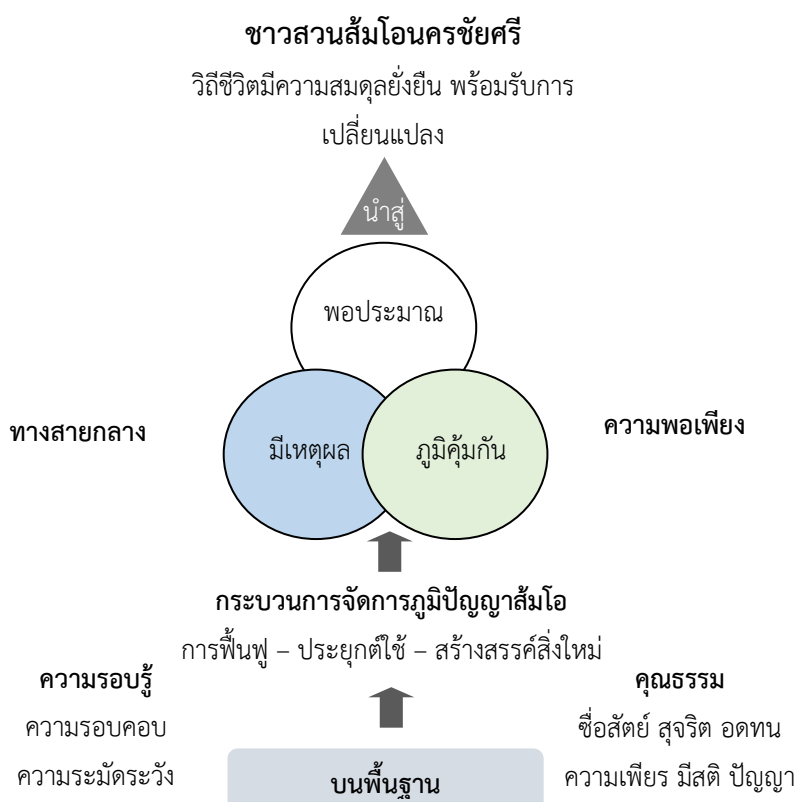 ชาวสวนส้มโอนครชัยศรี
วิถีชีวิตมีความสมดุลยั่งยืน พร้อมรับการ
เปลี่ยนแปลง
นำสู่
พอประมาณ
ทางสายกลาง
ความพอเพียง
มีเหตุผล
ภูมิคุ้มกัน
กระบวนการจัดการภูมิปัญญาส้มโอ
การฟื้นฟู – ประยุกต์ใช้ – สร้างสรรค์สิ่งใหม่
ความรอบรู้
ความรอบคอบ
ความระมัดระวัง
คุณธรรม
ซื่อสัตย์ สุจริต อดทน
ความเพียร มีสติ ปัญญา
บนพื้นฐาน